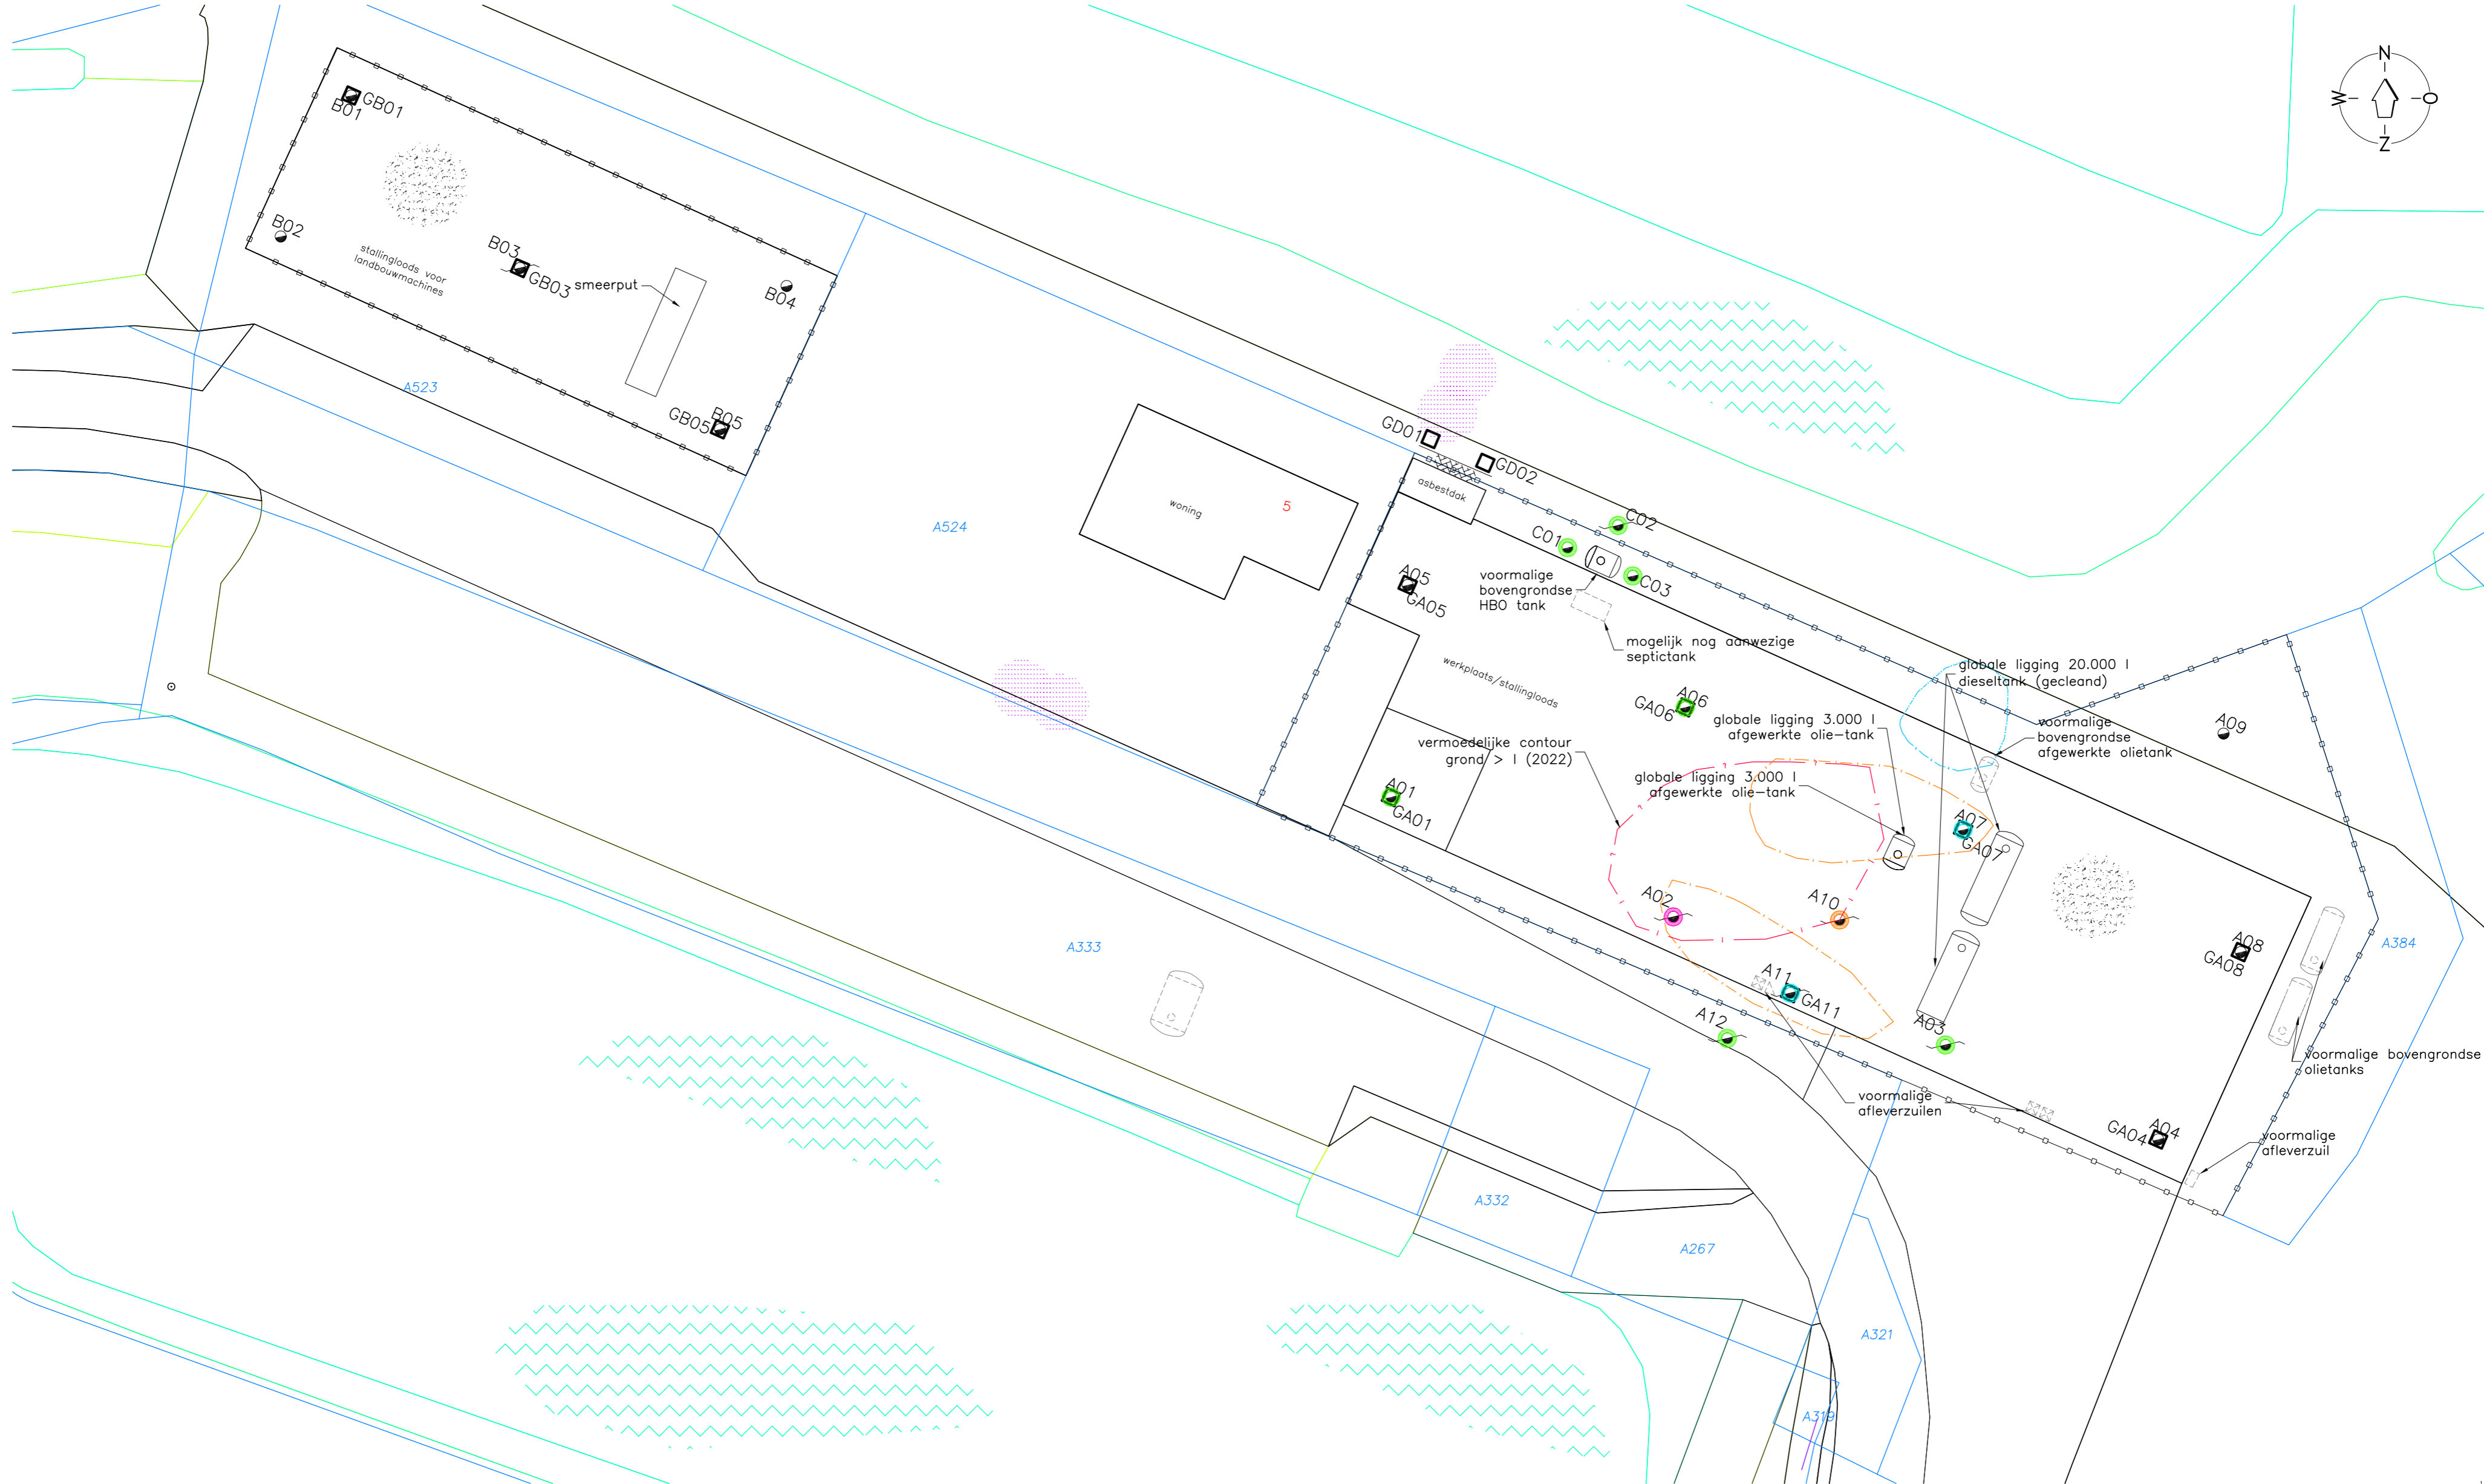 N
W
O
Z
B01
GB01
B02
stallingloods voor
landbouwmachines
B03
GB03
smeerput
B04
GB05
B05
A523
A524
woning
5
GD01
GD02
asbestdak
C01
C02
C03
voormalige
bovengrondse
HBO tank
A05
GA05
mogelijk nog aanwezige
septictank
werkplaats/stallingloods
A06
GA06
globale ligging 20.000 l
dieseltank (gecleand)
globale ligging 3.000 l
afgewerkte olie-tank
voormalige
bovengrondse
afgewerkte olietank
A09
vermoedelijke contour
grond > I (2022)
globale ligging 3.000 l
afgewerkte olie-tank
A01
GA01
A07
GA07
A02
A10
A08
GA08
A384
A333
A11
GA11
A12
A03
voormalige bovengrondse
olietanks
voormalige
afleverzuilen
GA04
A04
voormalige
afleverzuil
A332
A267
A321
A319